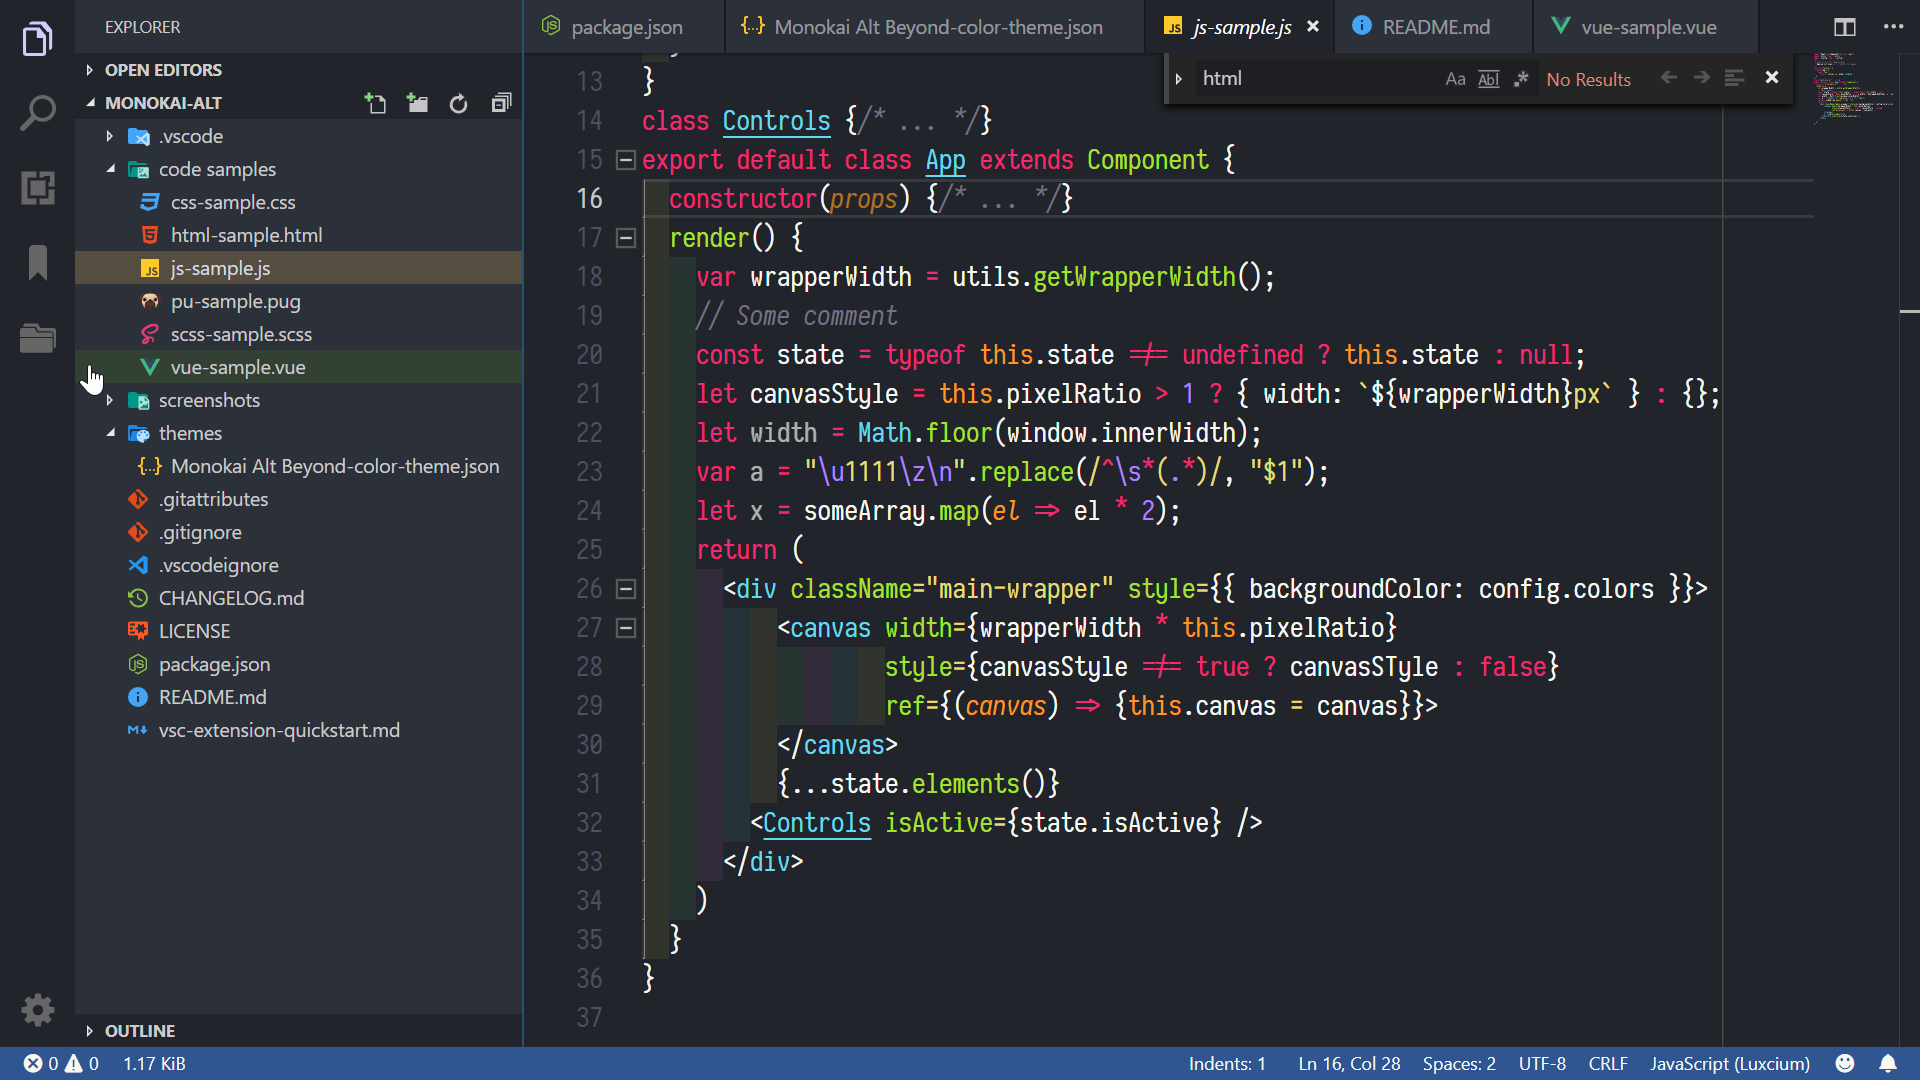 EXPLORER
OPEN EDITORS
MONOKAI-ALT
.vscode
code samples
css-sample.css
html-sample.html
js-sample.js
pu-sample.pug
scss-sample.scss
vue-sample.vue
screenshots
themes
Monokai Alt Beyond-color-theme.json
.gitattributes
.gitignore
.vscodeignore
CHANGELOG.md
LICENSE
package.json
README.md
vsc-extension-quickstart.md
OUTLINE
package.json
Monokai Alt Beyond-color-theme.json
js-sample.js
README.md
vue-sample.vue
html
Aa Abl .* No Results
13 }
14 class Controls {/* ... */}
15 export default class App extends Component {
16 constructor(props) {/* ... */}
17 render() {
18 var wrapperWidth = utils.getWrapperWidth();
19 // Some comment
20 const state = typeof this.state !== undefined ? this.state : null;
21 let canvasStyle = this.pixelRatio > 1 ? { width: `${wrapperWidth}px` } : {};
22 let width = Math.floor(window.innerWidth);
23 var a = "\u1111\z\n".replace(/^\s*(.*)/, "$1");
24 let x = someArray.map(el => el * 2);
25 return (
26 <div className="main-wrapper" style={{ backgroundColor: config.colors }}>
27 <canvas width={wrapperWidth * this.pixelRatio}
28 style={canvasStyle !== true ? canvasSTyle : false}
29 ref={(canvas) => {this.canvas = canvas}}>
30 </canvas>
31 {...state.elements()}
32 <Controls isActive={state.isActive} />
33 </div>
34 )
35 }
36 }
37
0 0 1.17 KiB
Indents: 1 Ln 16, Col 28 Spaces: 2 UTF-8 CRLF JavaScript (Luxcium)